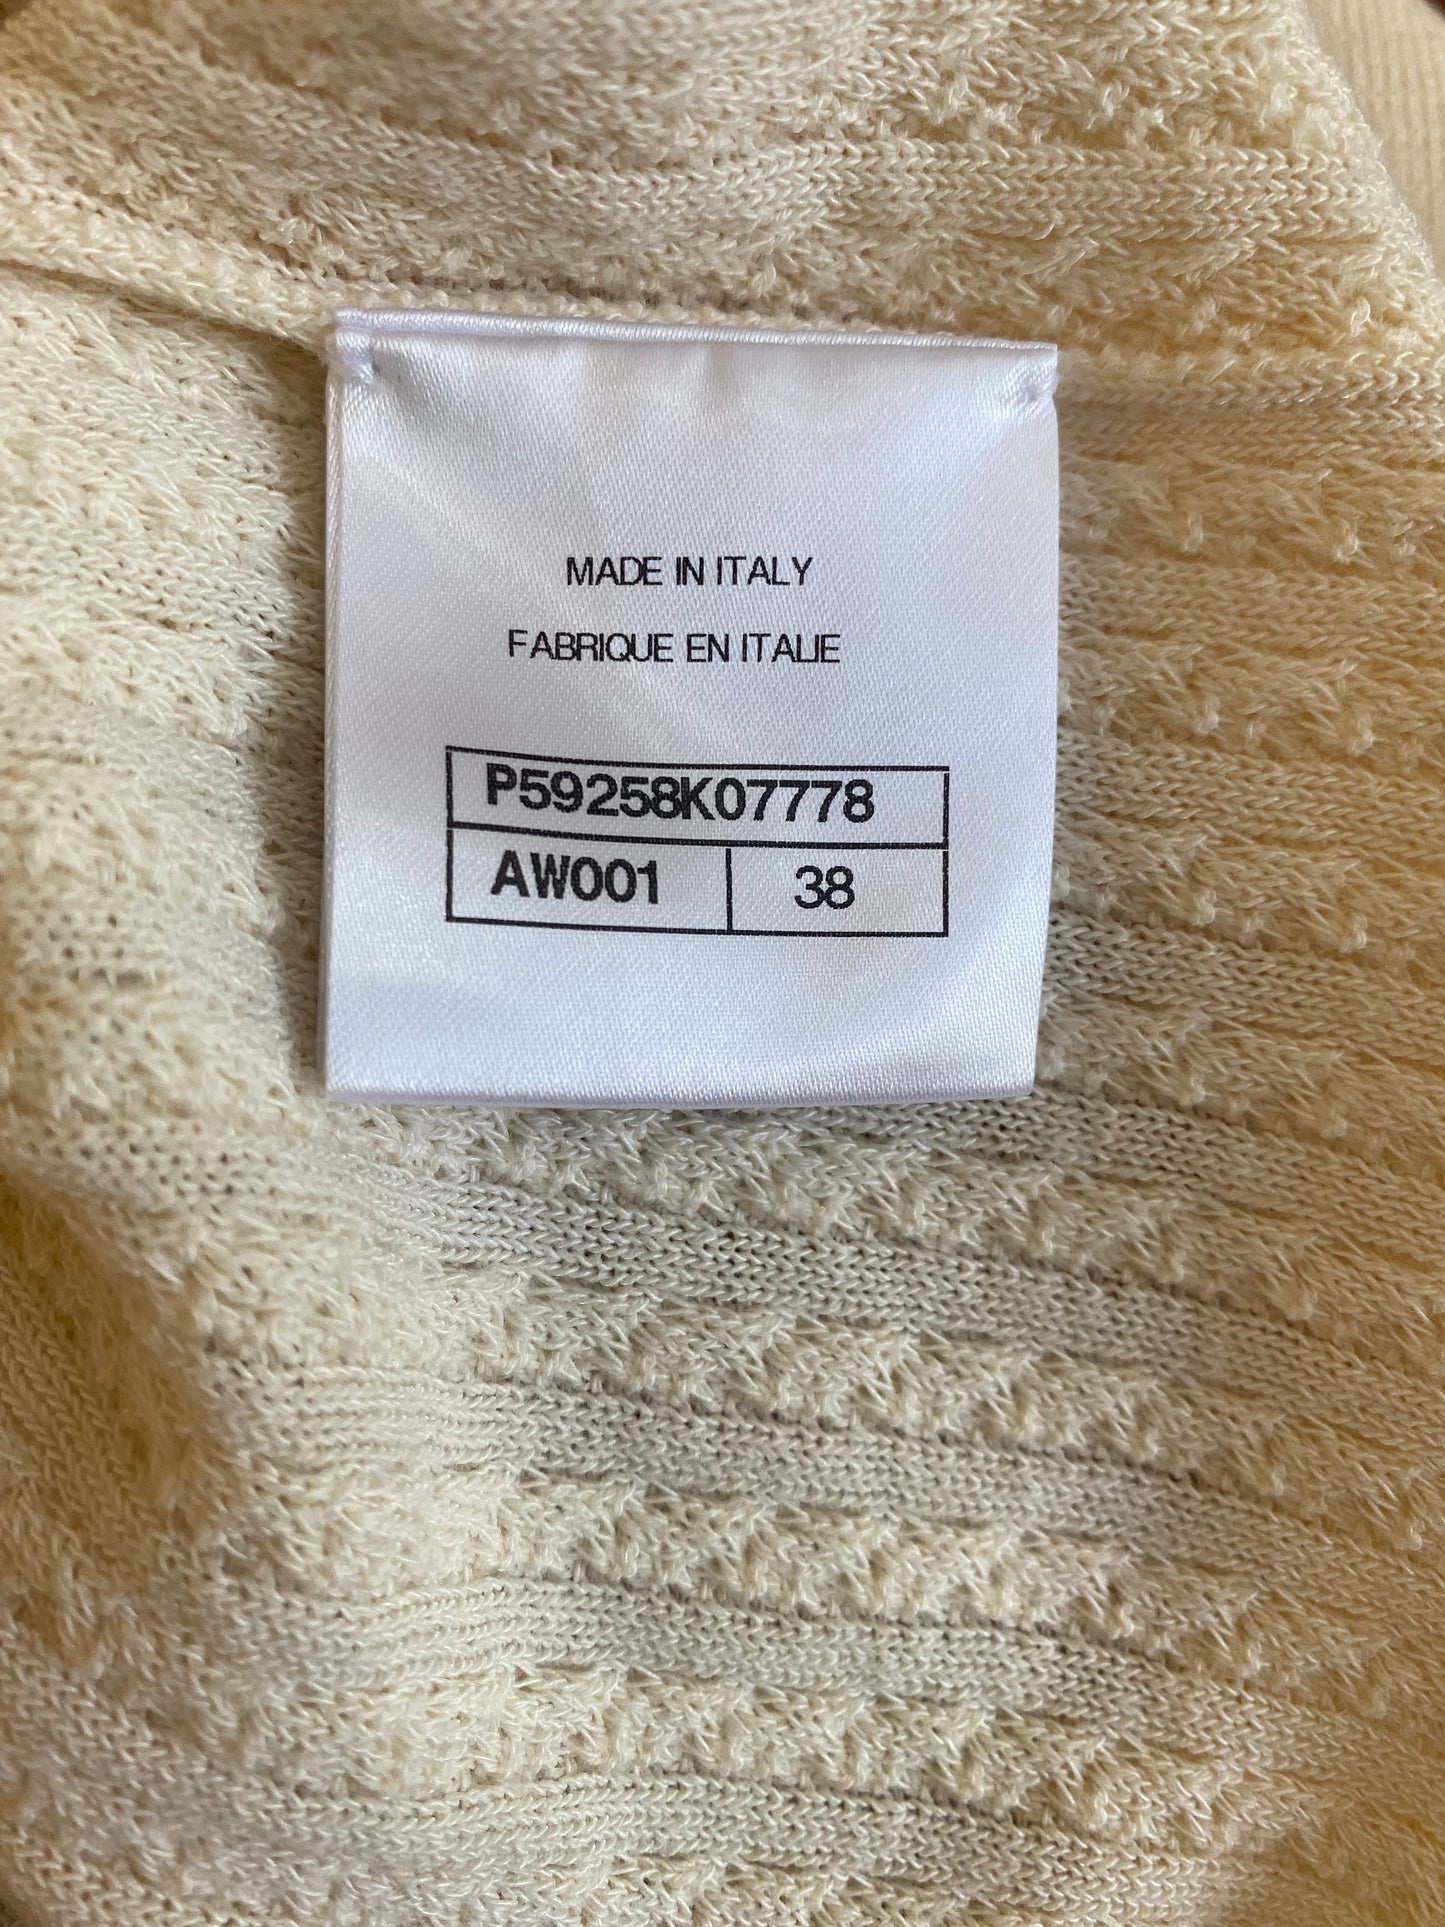 MADE IN ITALY
FABRIQUE EN ITALIE
P59258K07778
AW001 38